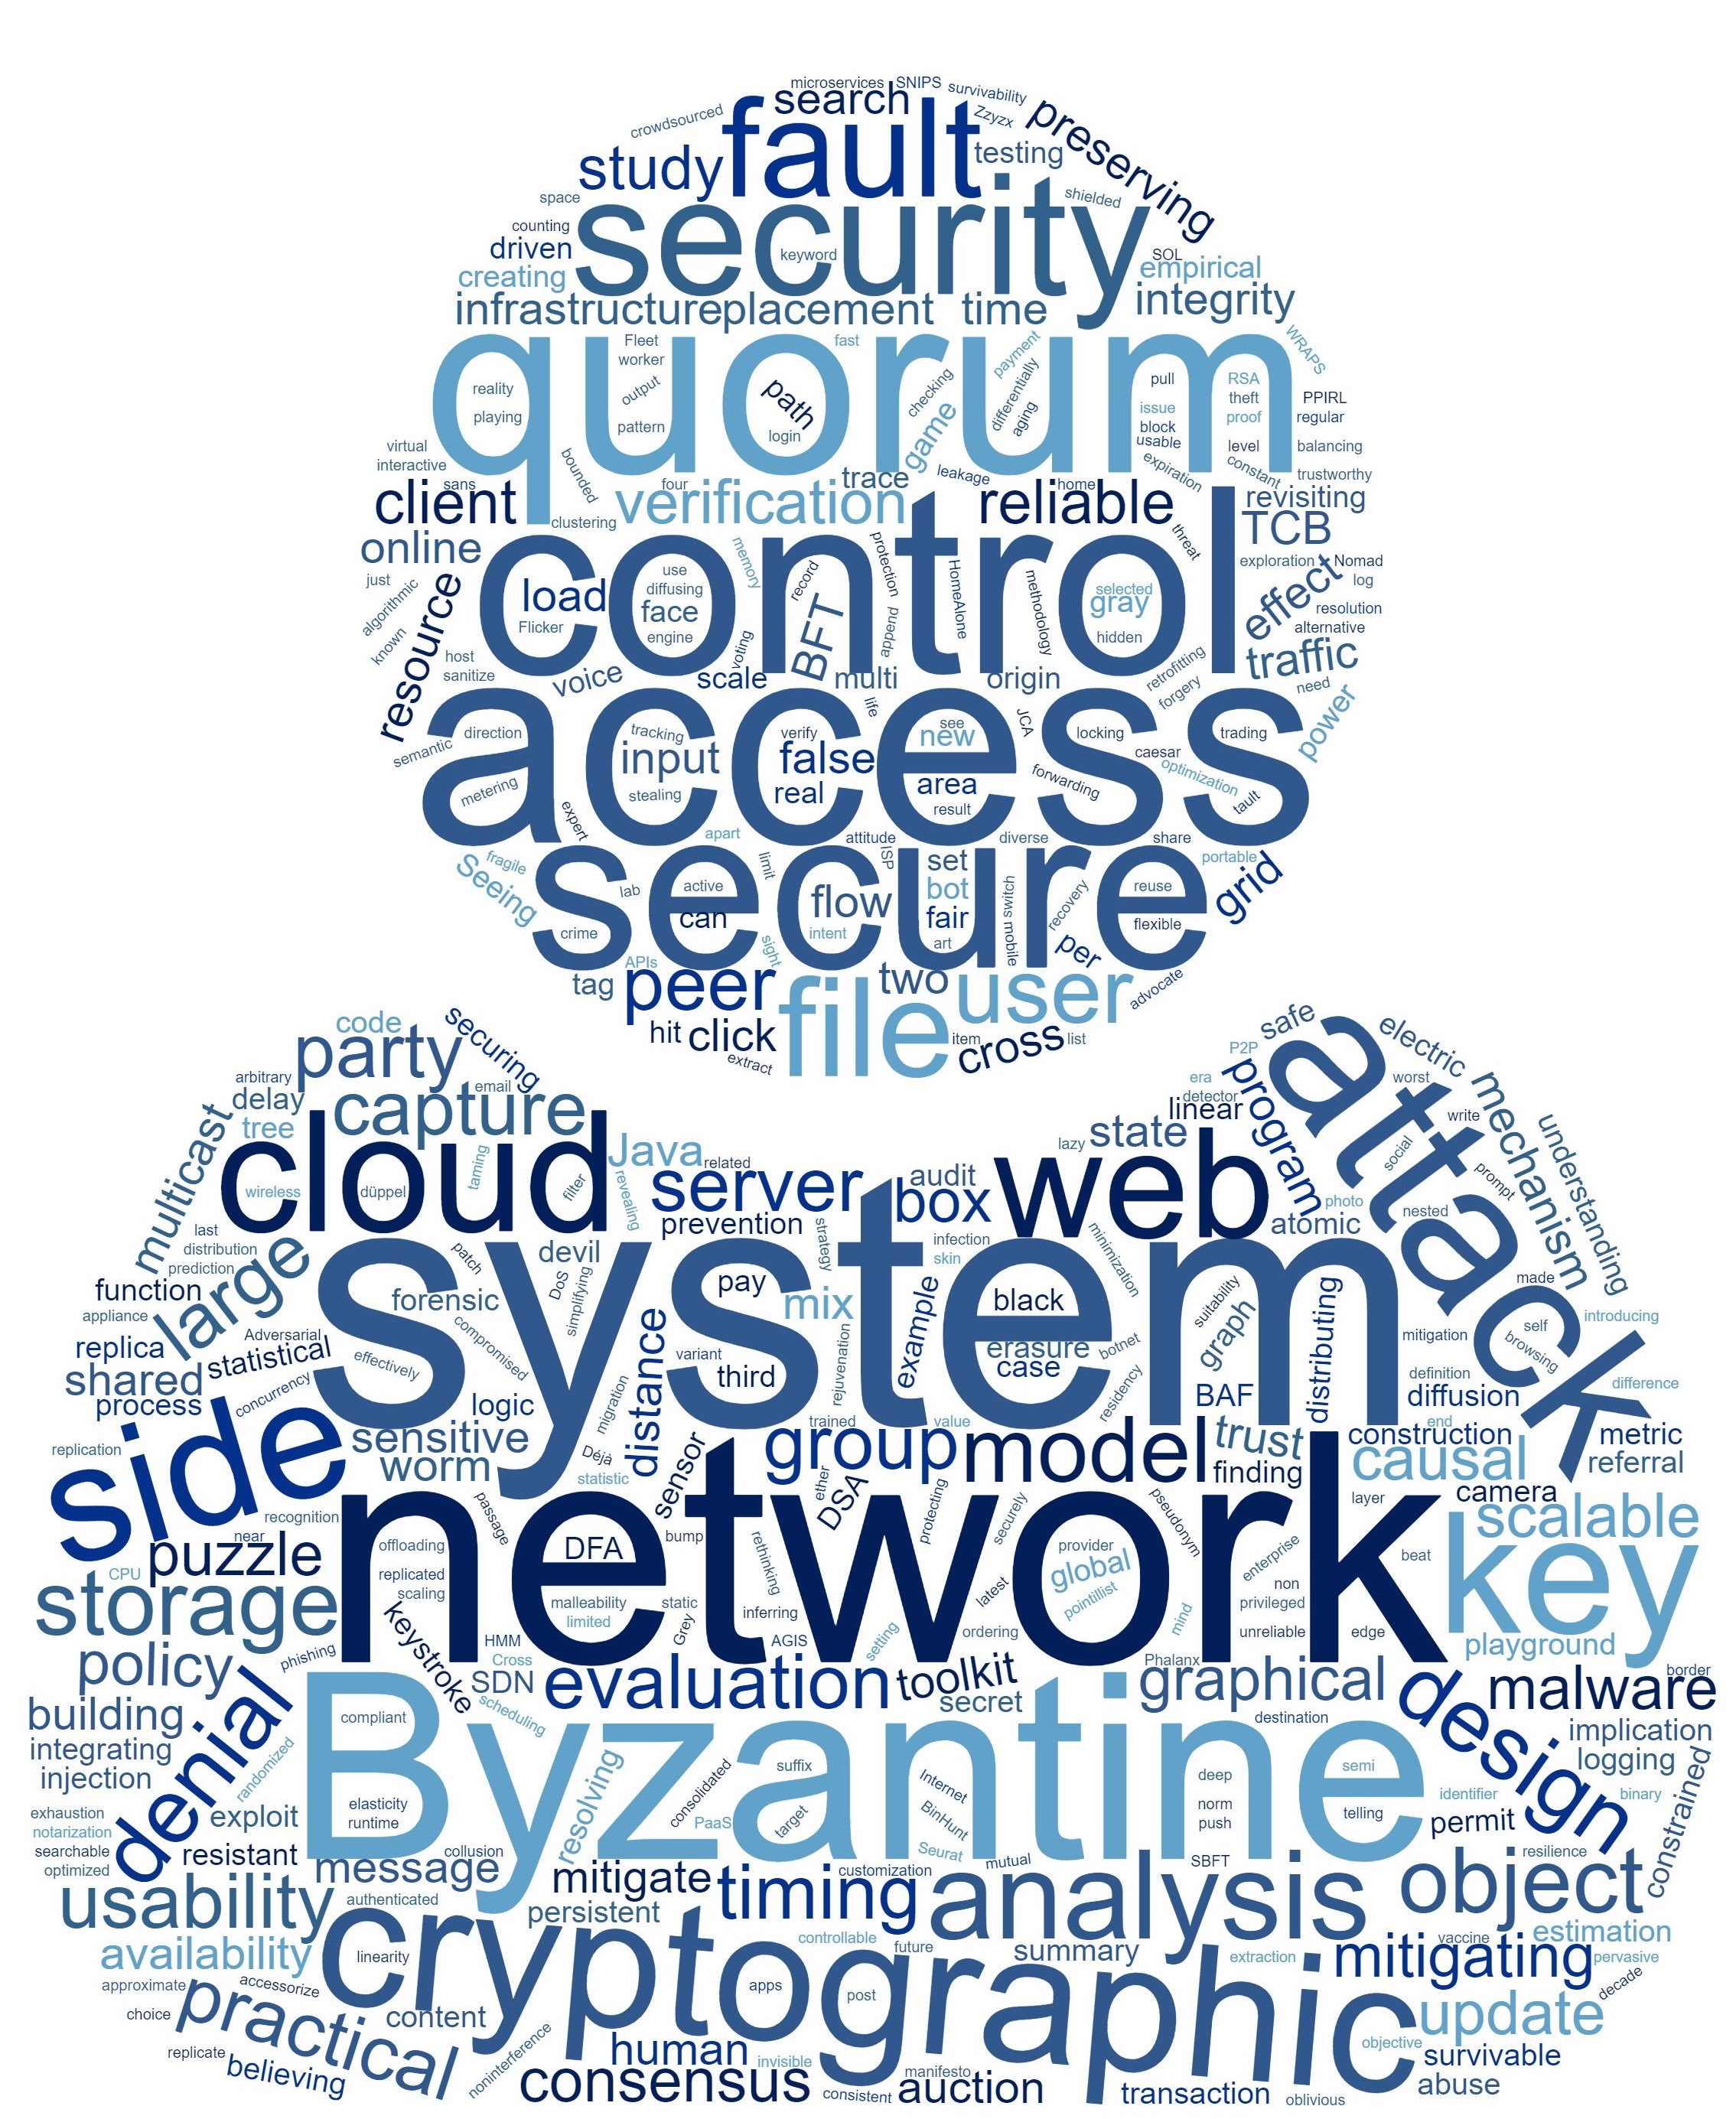 microservices SNIPS survivability
crowdsourced search Zzyzx preserving
fault
study testing
space shielded
security
counting
driven keyword SOL
creating empirical
infrastructure placement time integrity
quorum
Fleet fast payment WRAPS
worker
reality output path checking differentially pull RSA
playing aging issue theft PPIRL
pattern login game block proof regular
virtual usable level balancing
interactive bounded trace leakage expiration constant trustworthy
sans four home
client verification reliable revisiting
clustering TCB
online control
memory protection threat exploration Nomad
just use record HomeAlone methodology effect log
algorithmic resource load diffusing selected
face BFT append gray resolution
known Flicker engine voting hidden alternative
host traffic
sanitize voice scale multi origin retrofitting need
forgery
access
life JCA power
semantic direction tracking verify see locking trading
input false new caesar
metering stealing real area forwarding optimization
result tault
expert apart attitude diverse share
secure
fragile limit ISP set portable
Seeing lab active flow bot switch recovery reuse grid
can fair mobile flexible
crime sight intent art per
APIs
tag peer file two user advocate
hit click item cross list
extract
code securing safe attack electric
party P2P
arbitrary email era worst
delay capture detector program mechanism
tree linear write understanding
multicast cloud Java lazy state social
taming related web
wireless düppel filter revealing server audit prompt
box photo
last prevention strategy atomic nested
distribution patch devil infection minimization
prediction system skin
function large DoS pay made
appliance forensic simplifying mix example black suitability introducing
replica Adversarial compromised distance rejuvenation graph distributing mitigation self
statistical effectively variant erasure botnet browsing
shared third case definition
process concurrency migration residency BAF diffusion difference
logic trained value end
side sensitive group model trust construction metric
replication worm Déjà finding causal referral
statistic sensor
network
passage ether DSA protecting securely pseudonym layer camera
recognition scalable
near puzzle offloading DFA bump provider enterprise beat key
CPU replicated rethinking global
storage scaling malleability static latest pointillist non
keystroke limited Grey inferring mind privileged
HMM AGIS setting ordering unreliable edge playground
policy phishing Cross Phalanx border
SDN evaluation toolkit graphical malware
denial scheduling secret design
building compliant destination implication
integrating randomized logging
injection Byzantine
resolving consolidated suffix Internet deep semi identifier binary constrained
exhaustion exploit elasticity target BinHunt norm telling permit
notarization runtime PaaS push
searchable resistant collusion Seurat mutual SBFT resilience
optimized message mitigate customization
usability authenticated timing analysis object
persistent estimation
availability cryptographic controllable future summary vaccine
linearity extraction mitigating pervasive
approximate accessorize apps post decade
choice practical content update
human objective
replicate noninterference invisible survivable
believing consensus manifesto
consistent auction transaction oblivious abuse